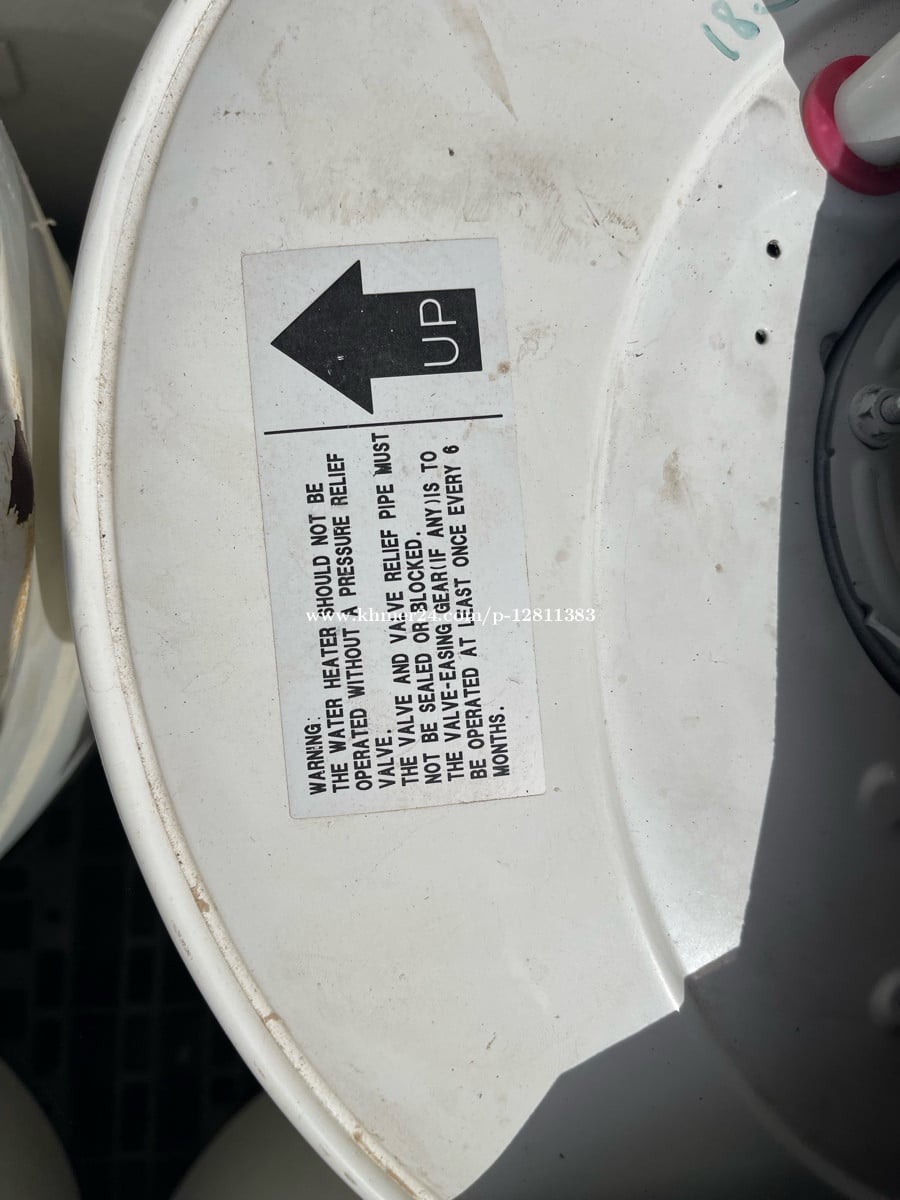 WARNING:
THE WATER HEATER SHOULD NOT BE
OPERATED WITHOUT A PRESSURE RELIEF
VALVE.
THE VALVE AND VALVE RELIEF PIPE MUST
NOT BE SEALED OR BLOCKED.
THE VALVE-EASING GEAR(IF ANY)IS TO
BE OPERATED AT LEAST ONCE EVERY 6
MONTHS.
UP
www.khmer24.com/p-12811383